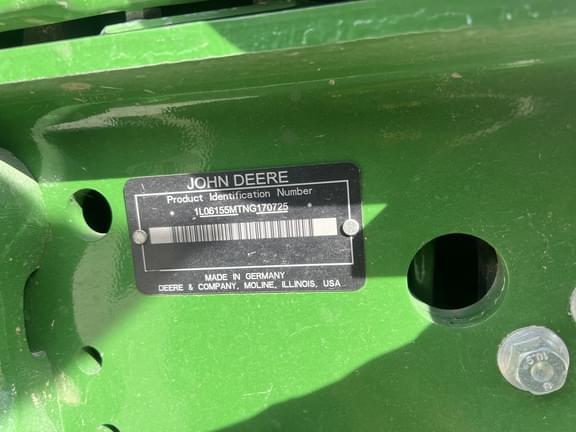 JOHN DEERE
Product Identification Number
1L06155MTNG170725
MADE IN GERMANY
DEERE & COMPANY, MOLINE, ILLINOIS, USA
10.9